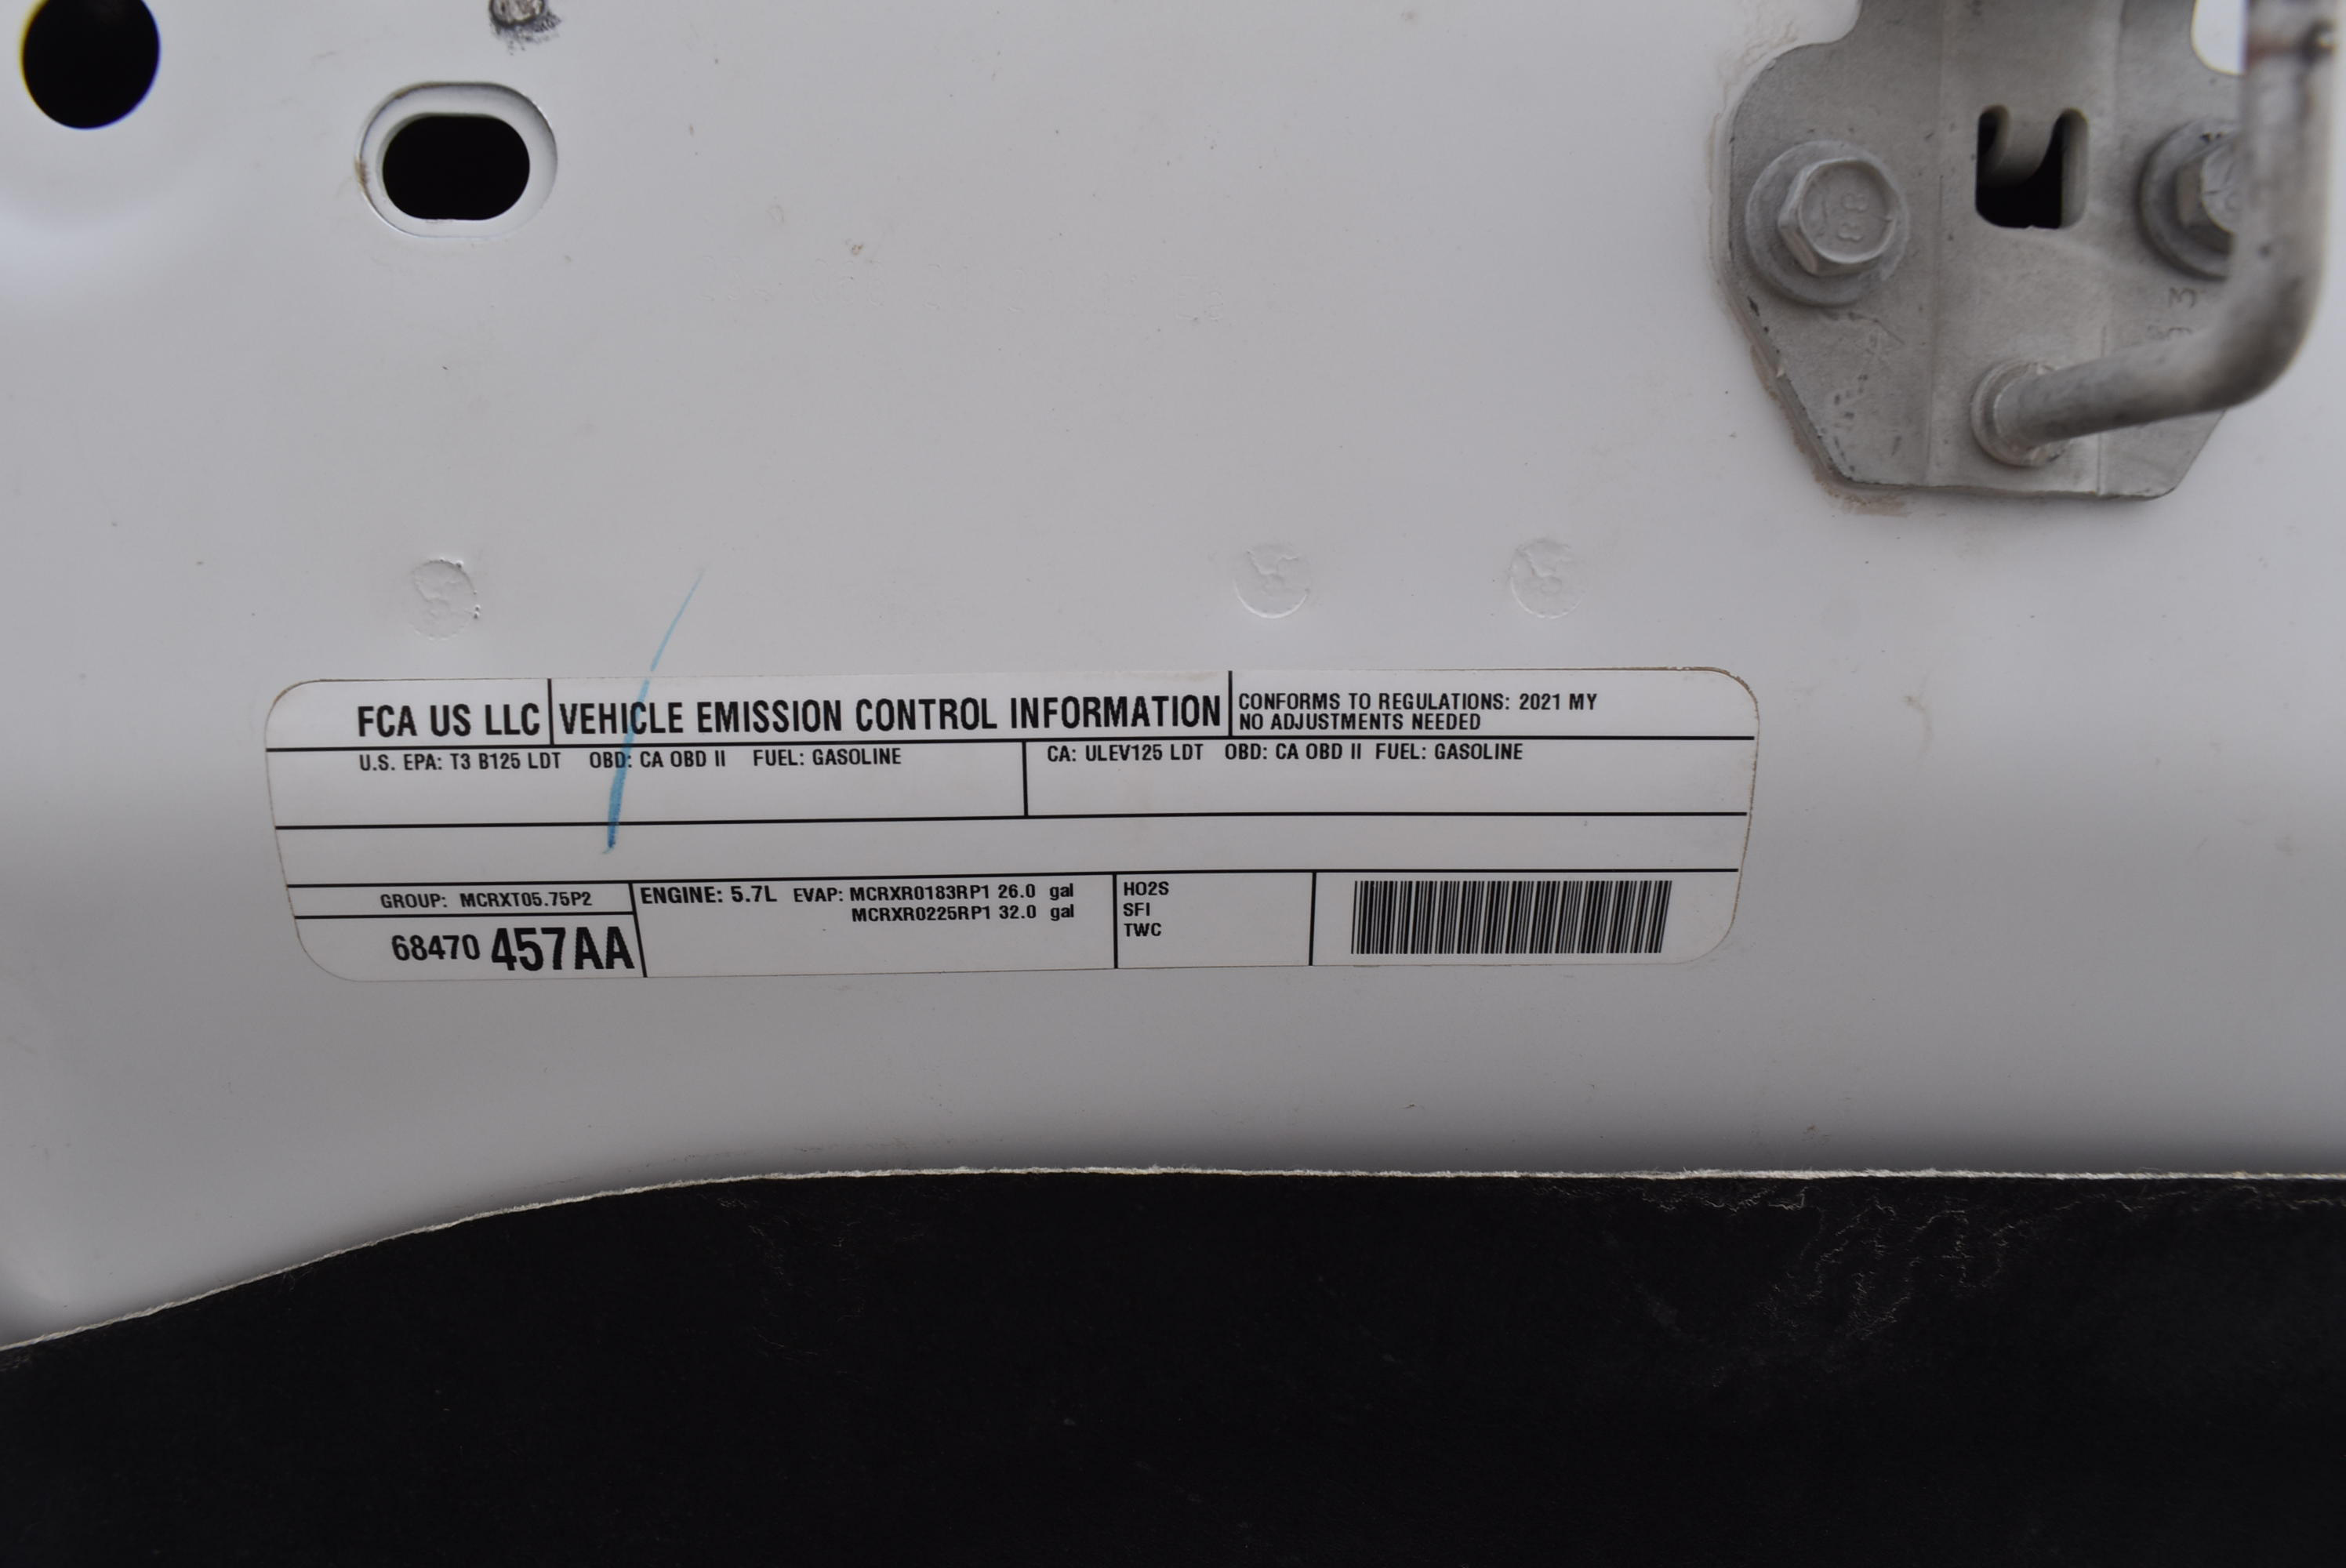 FCA US LLC VEHICLE EMISSION CONTROL INFORMATION
CONFORMS TO REGULATIONS: 2021 MY
NO ADJUSTMENTS NEEDED
U.S. EPA: T3 B125 LDT OBD: CA OBD II FUEL: GASOLINE
CA: ULEV125 LDT OBD: CA OBD II FUEL: GASOLINE
GROUP: MCRXT05.75P2
68470 457AA
ENGINE: 5.7L EVAP: MCRXR0183RP1 26.0 gal
MCRXR0225RP1 32.0 gal
HO2S
SFI
TWC